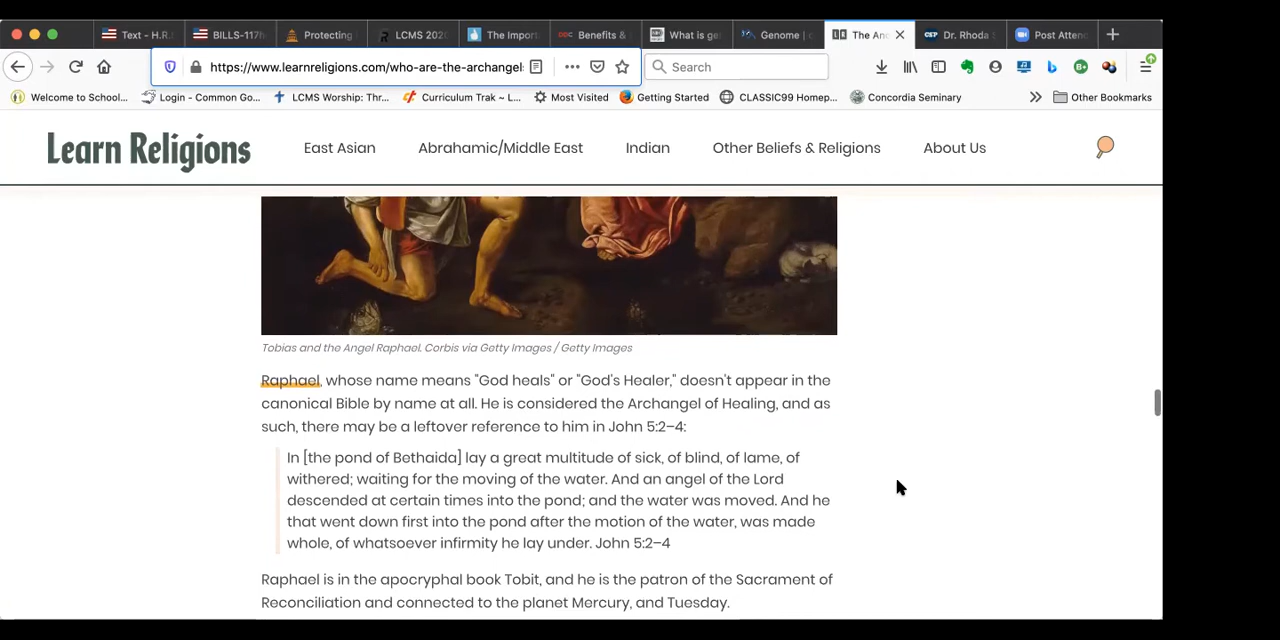 Text - H.R.
BILLS-117h
Protecting
LCMS 202
The Import
Benefits &
What is ge
Genome | c
The Anc
Dr. Rhoda S
Post Atten
https://www.learnreligions.com/who-are-the-archangels
Search
Welcome to School...
Login - Common Go...
LCMS Worship: Thr...
Curriculum Trak ~ L...
Most Visited
Getting Started
CLASSIC99 Homep...
Concordia Seminary
Other Bookmarks
Learn Religions
East Asian
Abrahamic/Middle East
Indian
Other Beliefs & Religions
About Us
Tobias and the Angel Raphael. Corbis via Getty Images / Getty Images
Raphael, whose name means "God heals" or "God's Healer," doesn't appear in the
canonical Bible by name at all. He is considered the Archangel of Healing, and as
such, there may be a leftover reference to him in John 5:2–4:
In [the pond of Bethaida] lay a great multitude of sick, of blind, of lame, of
withered; waiting for the moving of the water. And an angel of the Lord
descended at certain times into the pond; and the water was moved. And he
that went down first into the pond after the motion of the water, was made
whole, of whatsoever infirmity he lay under. John 5:2–4
Raphael is in the apocryphal book Tobit, and he is the patron of the Sacrament of
Reconciliation and connected to the planet Mercury, and Tuesday.